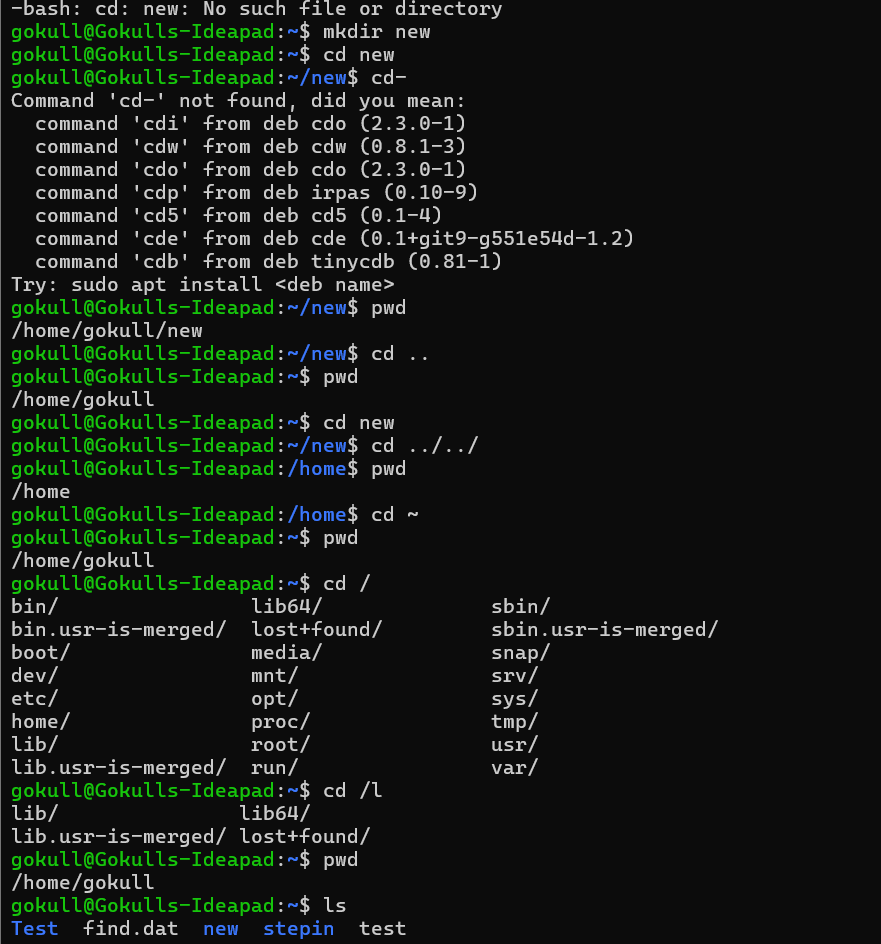 -bash: cd: new: No such file or directory
gokull@Gokulls-Ideapad:~$ mkdir new
gokull@Gokulls-Ideapad:~$ cd new
gokull@Gokulls-Ideapad:~/new$ cd-
Command 'cd-' not found, did you mean:
  command 'cdi' from deb cdo (2.3.0-1)
  command 'cdw' from deb cdw (0.8.1-3)
  command 'cdo' from deb cdo (2.3.0-1)
  command 'cdp' from deb irpas (0.10-9)
  command 'cd5' from deb cd5 (0.1-4)
  command 'cde' from deb cde (0.1+git9-g551e54d-1.2)
  command 'cdb' from deb tinycdb (0.81-1)
Try: sudo apt install <deb name>
gokull@Gokulls-Ideapad:~/new$ pwd
/home/gokull/new
gokull@Gokulls-Ideapad:~/new$ cd ..
gokull@Gokulls-Ideapad:~$ pwd
/home/gokull
gokull@Gokulls-Ideapad:~$ cd new
gokull@Gokulls-Ideapad:~/new$ cd ../../
gokull@Gokulls-Ideapad:/home$ pwd
/home
gokull@Gokulls-Ideapad:/home$ cd ~
gokull@Gokulls-Ideapad:~$ pwd
/home/gokull
gokull@Gokulls-Ideapad:~$ cd /
bin/                lib64/              sbin/
bin.usr-is-merged/  lost+found/         sbin.usr-is-merged/
boot/               media/              snap/
dev/                mnt/                srv/
etc/                opt/                sys/
home/               proc/               tmp/
lib/                root/               usr/
lib.usr-is-merged/  run/                var/
gokull@Gokulls-Ideapad:~$ cd /l
lib/               lib64/
lib.usr-is-merged/ lost+found/
gokull@Gokulls-Ideapad:~$ pwd
/home/gokull
gokull@Gokulls-Ideapad:~$ ls
Test  find.dat  new  stepin  test